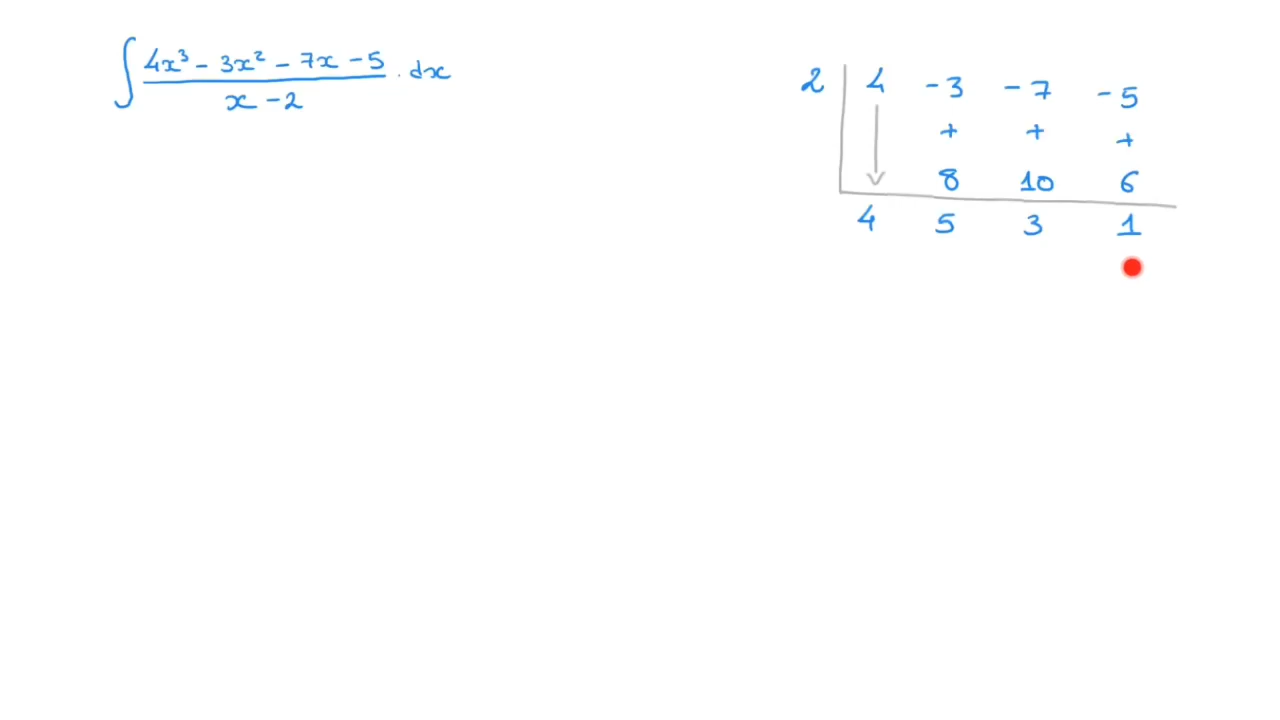 ∫ (4x³ - 3x² - 7x - 5)/(x - 2) . dx
2 | 4 -3 -7 -5
+ + +
8 10 6
4 5 3 1